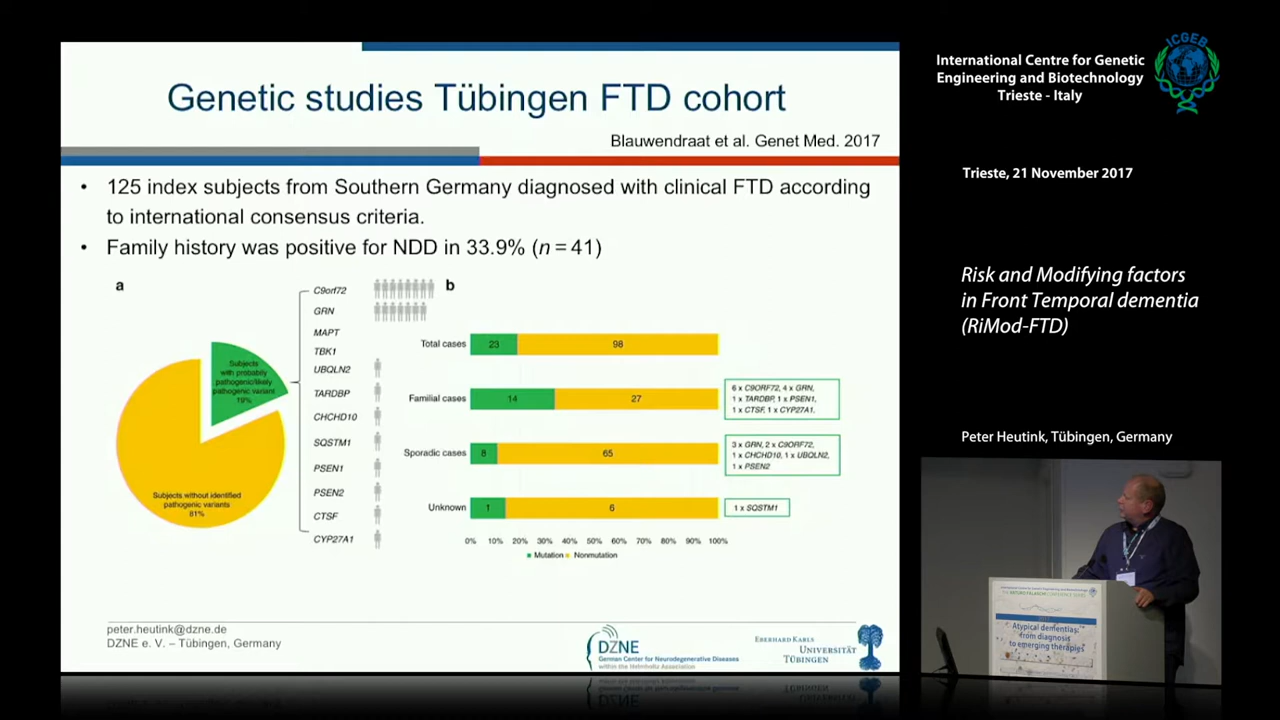 Genetic studies Tübingen FTD cohort
Blauwendraat et al. Genet Med. 2017
• 125 index subjects from Southern Germany diagnosed with clinical FTD according
to international consensus criteria.
• Family history was positive for NDD in 33.9% (n = 41)
a
Subjects
with probably
pathogenic/likely
pathogenic variant
19%
Subjects without identified
pathogenic variants
81%
C9orf72
GRN
MAPT
TBK1
UBQLN2
TARDBP
CHCHD10
SQSTM1
PSEN1
PSEN2
CTSF
CYP27A1
b
Total cases 23 98
Familial cases 14 27
6 x C9ORF72, 4 x GRN,
1 x TARDBP, 1 x PSEN1,
1 x CTSF, 1 x CYP27A1,
Sporadic cases 8 65
3 x GRN, 2 x C9ORF72,
1 x CHCHD10, 1 x UBQLN2,
1 x PSEN2
Unknown 1 6
1 x SQSTM1
0% 10% 20% 30% 40% 50% 60% 70% 80% 90% 100%
Mutation Nonmutation
peter.heutink@dzne.de
DZNE e. V. – Tübingen, Germany
DZNE
German Center for Neurodegenerative Diseases
within the Helmholtz Association
EBERHARD KARLS
UNIVERSITÄT
TÜBINGEN
International Centre for Genetic
Engineering and Biotechnology
Trieste - Italy
ICGEB
Trieste, 21 November 2017
Risk and Modifying factors
in Front Temporal dementia
(RiMod-FTD)
Peter Heutink, Tübingen, Germany
Atypical dementias:
from diagnosis
to emerging therapies